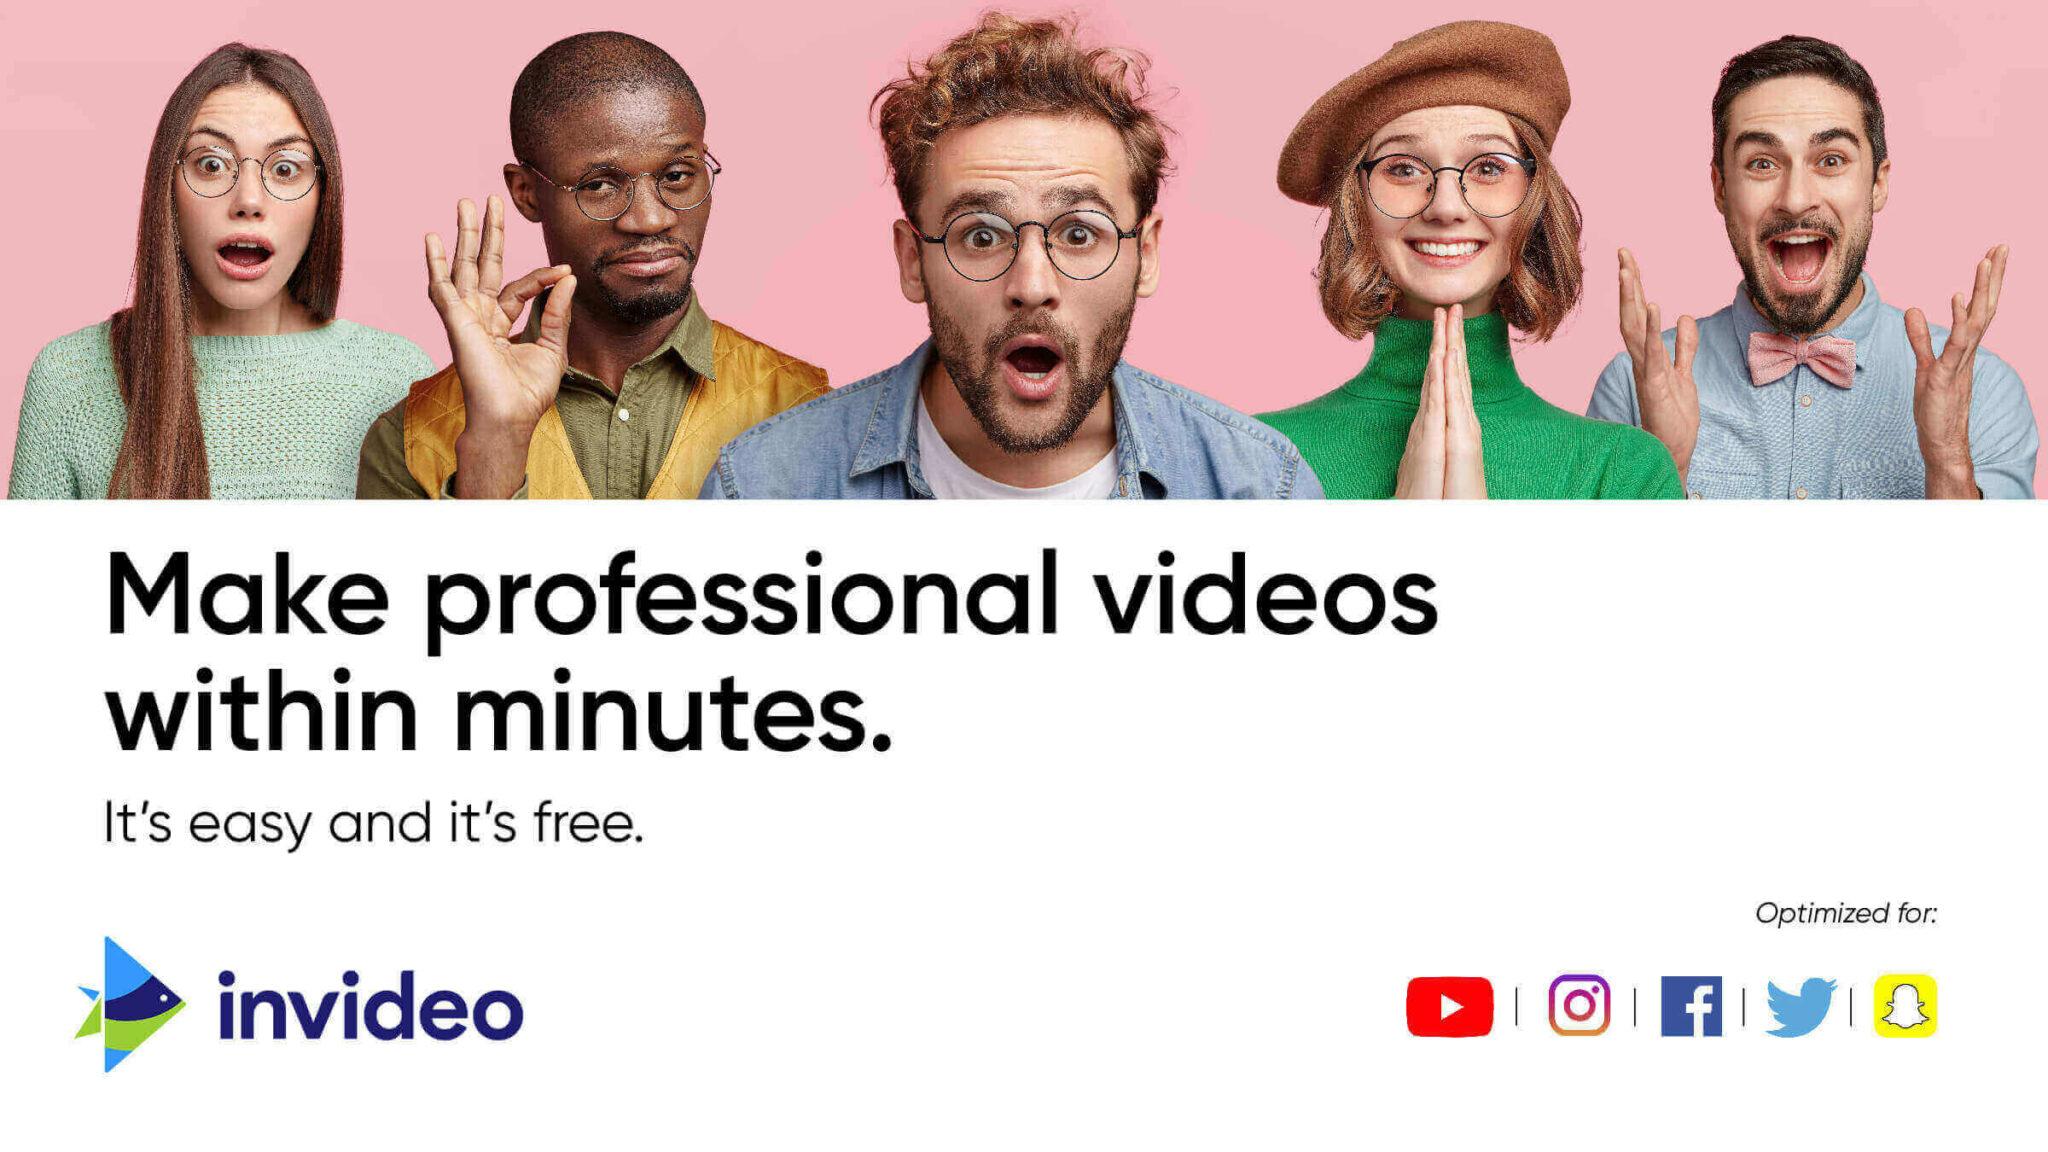 Make professional videos
within minutes.
It’s easy and it’s free.
Optimized for:
invideo